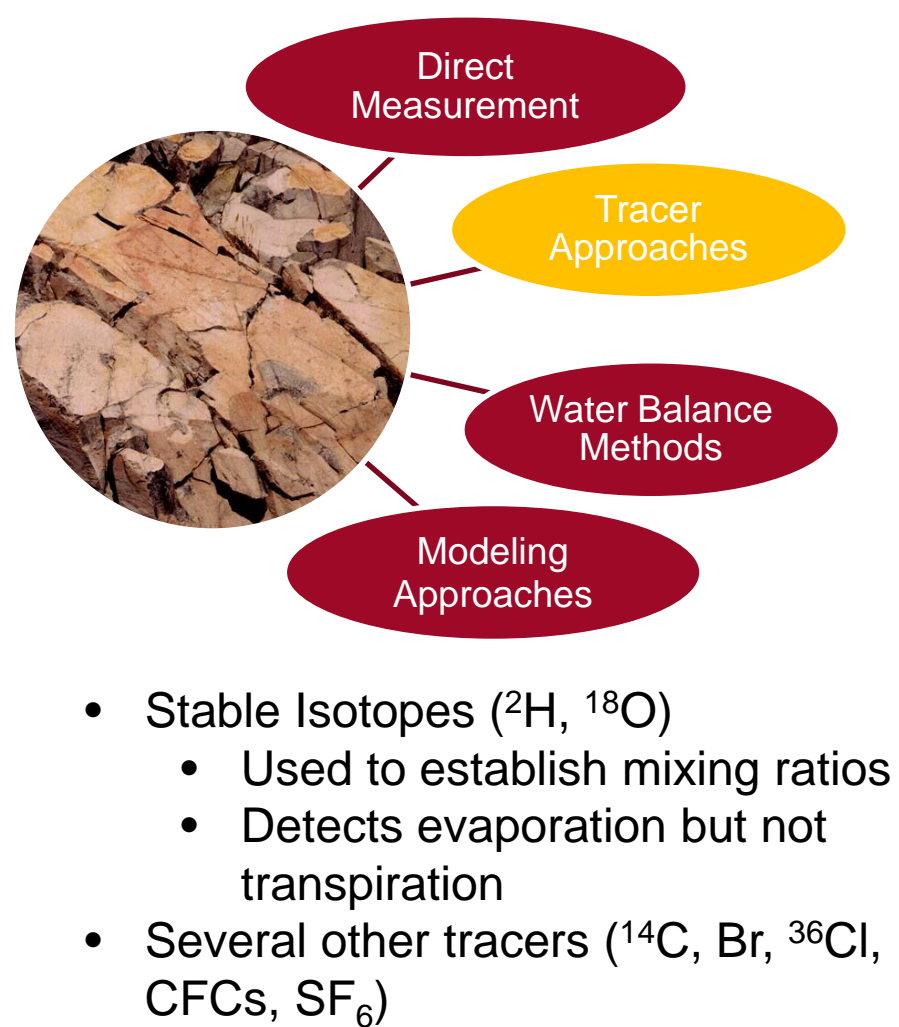 Direct
Measurement
Tracer
Approaches
Water Balance
Methods
Modeling
Approaches
• Stable Isotopes (²H, ¹⁸O)
• Used to establish mixing ratios
• Detects evaporation but not
transpiration
• Several other tracers (¹⁴C, Br, ³⁶Cl,
CFCs, SF₆)